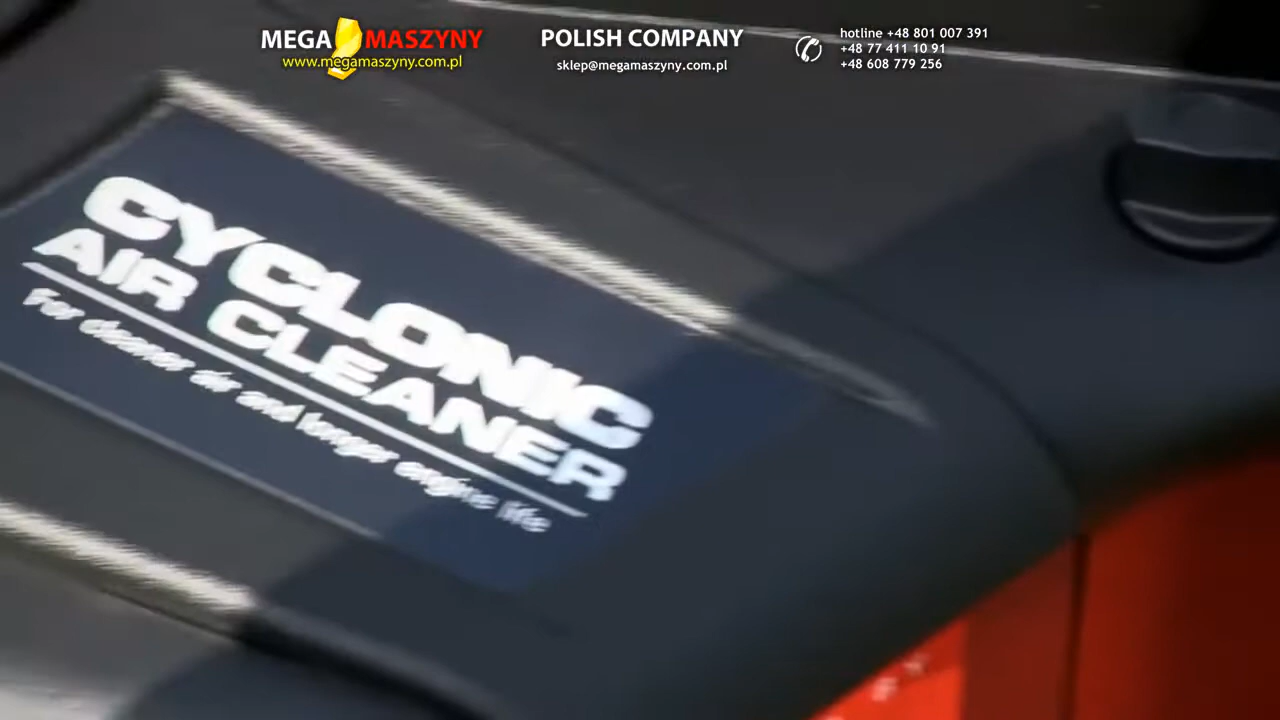 MEGA MASZYNY
www.megamaszyny.com.pl
POLISH COMPANY
sklep@megamaszyny.com.pl
hotline +48 801 007 391
+48 77 411 10 91
+48 608 779 256
CYCLONIC
AIR CLEANER
For cleaner air and longer engine life